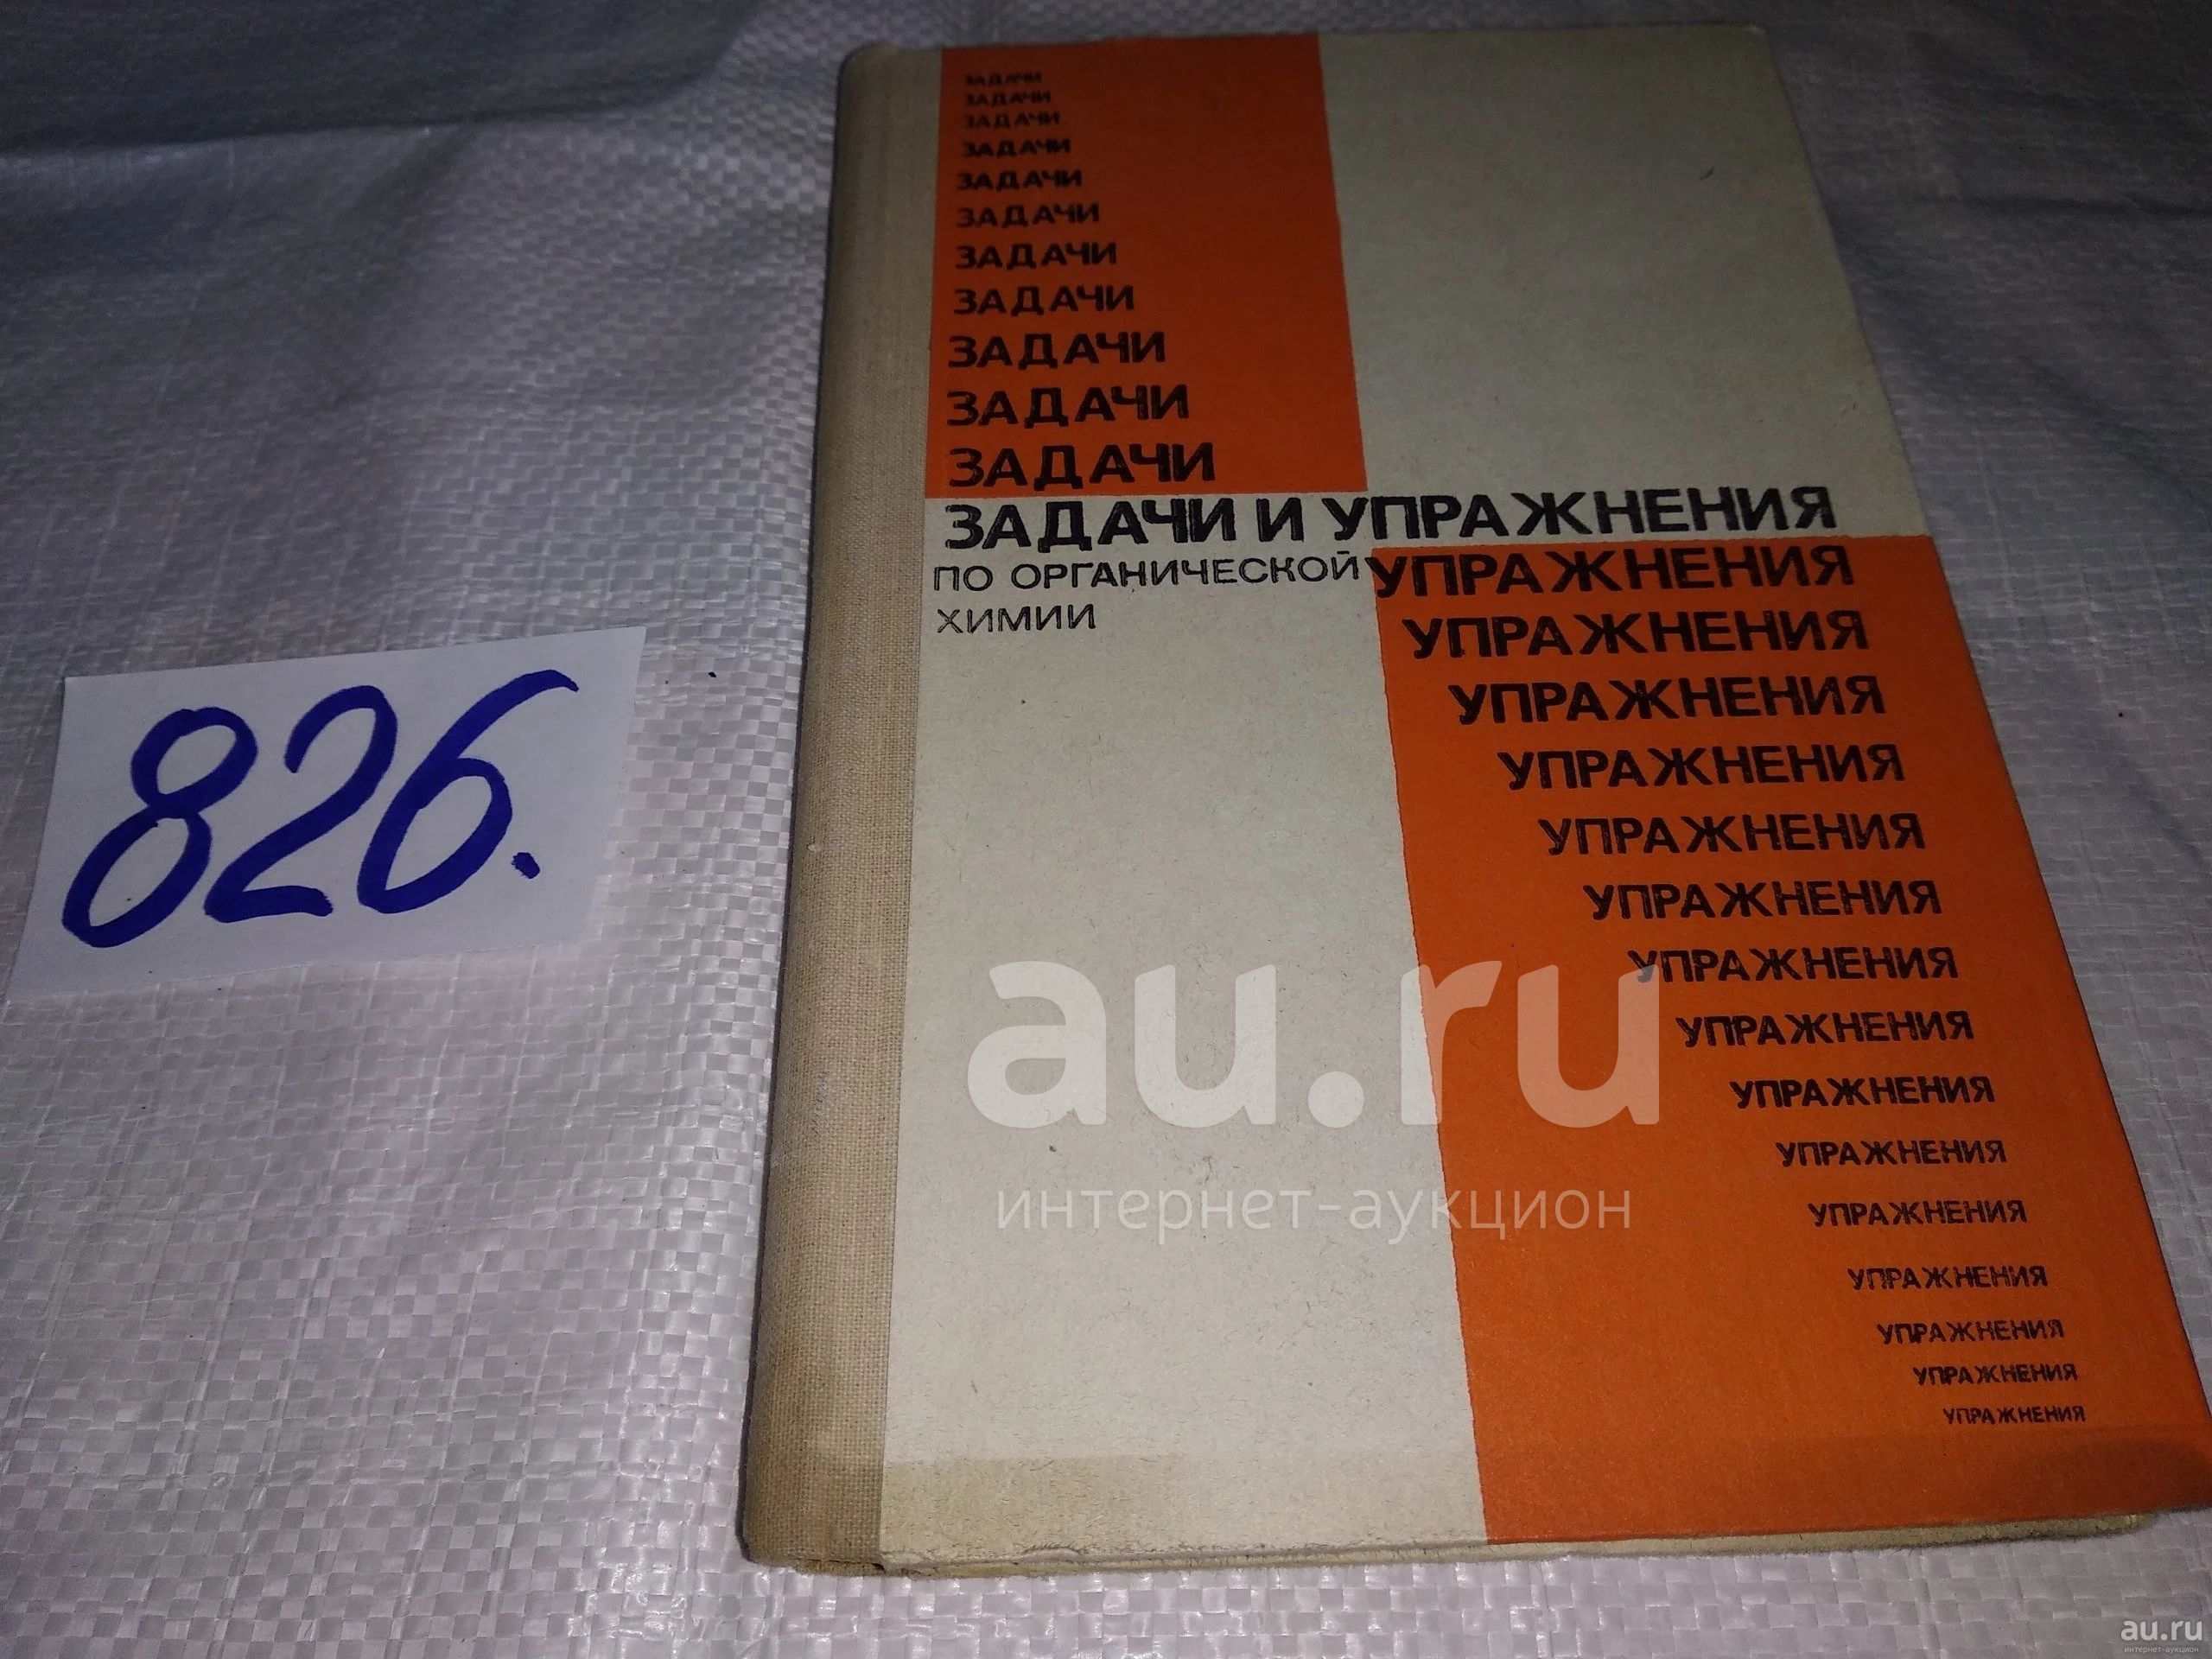 ЗАДАЧИ
ЗАДАЧИ
ЗАДАЧИ
ЗАДАЧИ
ЗАДАЧИ
ЗАДАЧИ
ЗАДАЧИ
ЗАДАЧИ
ЗАДАЧИ
ЗАДАЧИ
ЗАДАЧИ
ЗАДАЧИ И УПРАЖНЕНИЯ
ПО ОРГАНИЧЕСКОЙ УПРАЖНЕНИЯ
ХИМИИ
УПРАЖНЕНИЯ
УПРАЖНЕНИЯ
УПРАЖНЕНИЯ
УПРАЖНЕНИЯ
УПРАЖНЕНИЯ
УПРАЖНЕНИЯ
УПРАЖНЕНИЯ
УПРАЖНЕНИЯ
УПРАЖНЕНИЯ
УПРАЖНЕНИЯ
УПРАЖНЕНИЯ
УПРАЖНЕНИЯ
УПРАЖНЕНИЯ
УПРАЖНЕНИЯ
826.
au.ru
интернет-аукцион
au.ru
интернет-аукцион